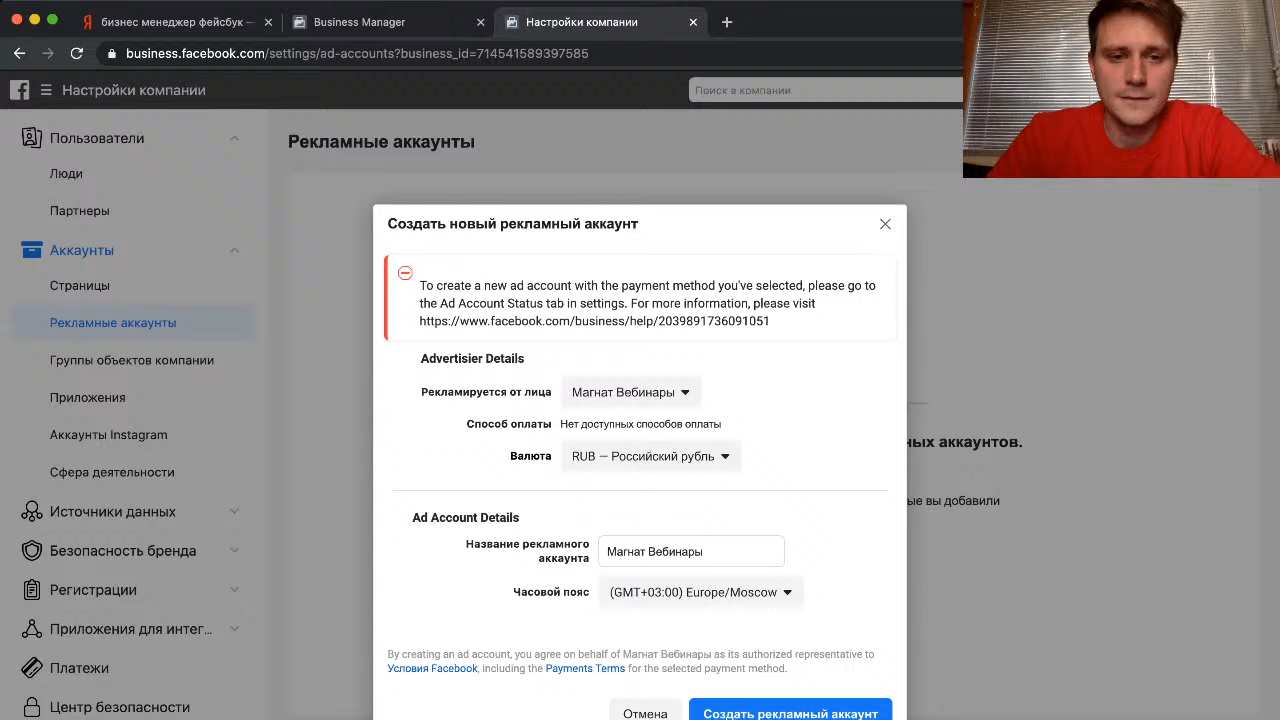 бизнес менеджер фейсбук —
Business Manager
Настройки компании
business.facebook.com/settings/ad-accounts?business_id=714541589397585
Настройки компании
Поиск в компании
Пользователи
Люди
Партнеры
Аккаунты
Страницы
Рекламные аккаунты
Группы объектов компании
Приложения
Аккаунты Instagram
Сфера деятельности
Источники данных
Безопасность бренда
Регистрации
Приложения для интег...
Платежи
Центр безопасности
Рекламные аккаунты
ных аккаунтов.
ые вы добавили
Создать новый рекламный аккаунт
To create a new ad account with the payment method you've selected, please go to
the Ad Account Status tab in settings. For more information, please visit
https://www.facebook.com/business/help/2039891736091051
Advertisier Details
Рекламируется от лица Магнат Вебинары
Способ оплаты Нет доступных способов оплаты
Валюта RUB — Российский рубль
Ad Account Details
Название рекламного
аккаунта
Магнат Вебинары
Часовой пояс (GMT+03:00) Europe/Moscow
By creating an ad account, you agree on behalf of Магнат Вебинары as its authorized representative to
Условия Facebook, including the Payments Terms for the selected payment method.
Отмена Создать рекламный аккаунт